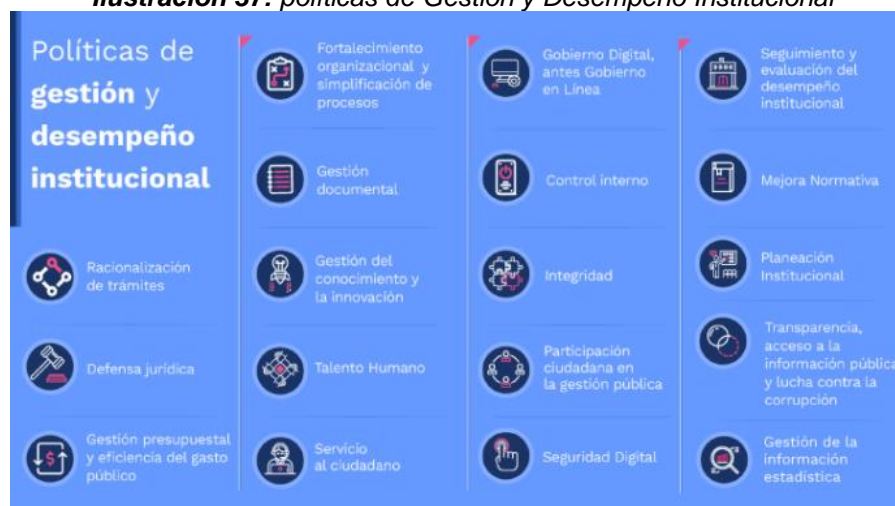 Ilustración 37: políticas de Gestión y Desempeño Institucional
Políticas de
gestión y
desempeño
institucional
Racionalización
de trámites
Defensa jurídica
Gestión presupuestal
y eficiencia del gasto
público
Fortalecimiento
organizacional y
simplificación de
procesos
Gestión
documental
Gestión del
conocimiento y
la innovación
Talento Humano
Servicio
al ciudadano
Gobierno Digital,
antes Gobierno
en Línea
Control interno
Integridad
Participación
ciudadana en
la gestión pública
Seguridad Digital
Seguimiento y
evaluación del
desempeño
institucional
Mejora Normativa
Planeación
Institucional
Transparencia,
acceso a la
información pública
y lucha contra la
corrupción
Gestión de la
información
estadística